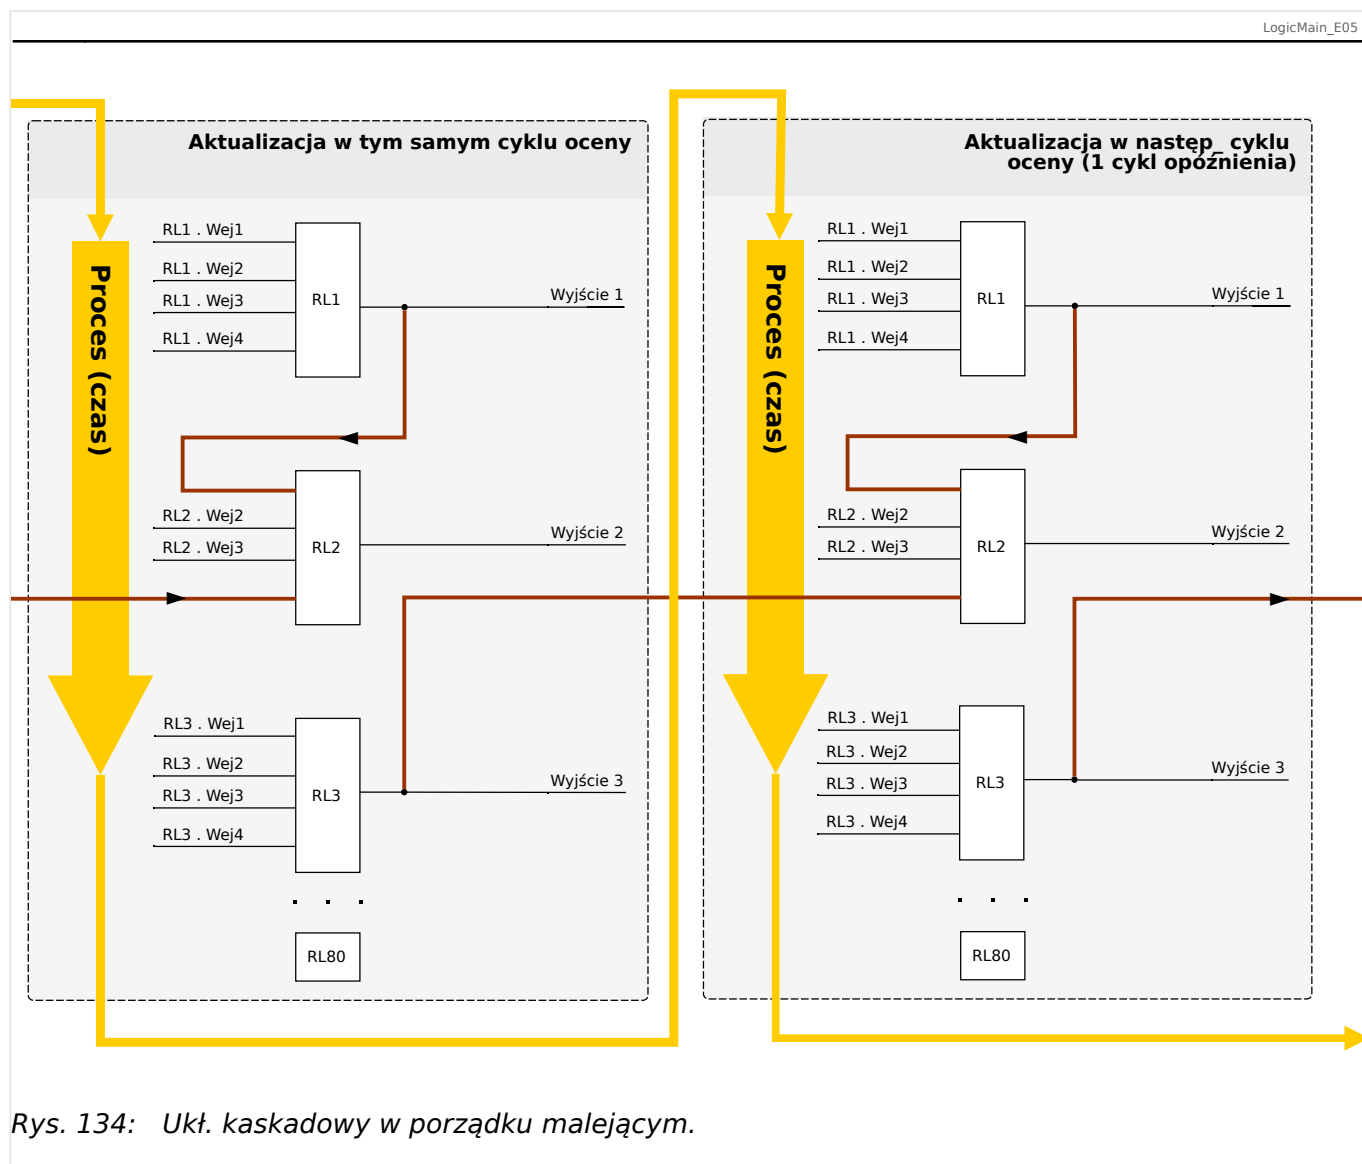 LogicMain_E05
Aktualizacja w tym samym cyklu oceny
Proces (czas)
RL1 . Wej1
RL1 . Wej2
RL1 . Wej3
RL1 . Wej4
RL1
Wyjście 1
RL2 . Wej2
RL2 . Wej3
RL2
Wyjście 2
RL3 . Wej1
RL3 . Wej2
RL3 . Wej3
RL3 . Wej4
RL3
Wyjście 3
. . .
RL80
Aktualizacja w następ_ cyklu
oceny (1 cykl opóźnienia)
Proces (czas)
RL1 . Wej1
RL1 . Wej2
RL1 . Wej3
RL1 . Wej4
RL1
Wyjście 1
RL2 . Wej2
RL2 . Wej3
RL2
Wyjście 2
RL3 . Wej1
RL3 . Wej2
RL3 . Wej3
RL3 . Wej4
RL3
Wyjście 3
. . .
RL80
Rys. 134: Ukł. kaskadowy w porządku malejącym.